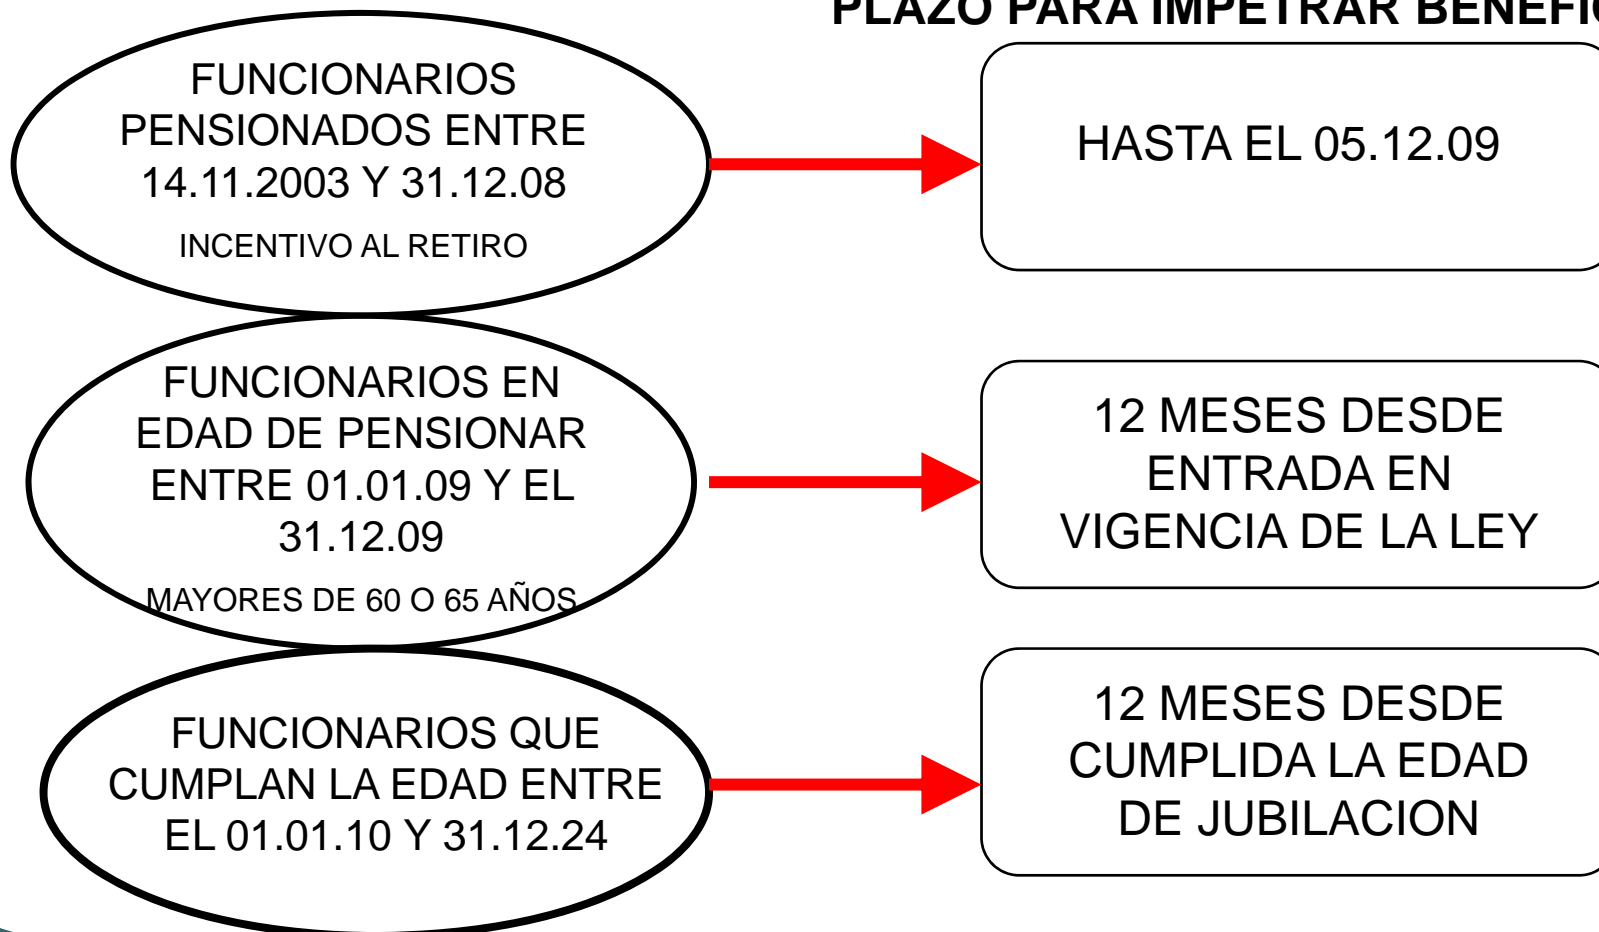 PLAZO PARA IMPETRAR
FUNCIONARIOS
PENSIONADOS ENTRE
14.11.2003 Y 31.12.08
INCENTIVO AL RETIRO
HASTA EL 05.12.09
FUNCIONARIOS EN
EDAD DE PENSIONAR
ENTRE 01.01.09 Y EL
31.12.09
MAYORES DE 60 O 65 AÑOS
12 MESES DESDE
ENTRADA EN
VIGENCIA DE LA LEY
FUNCIONARIOS QUE
CUMPLAN LA EDAD ENTRE
EL 01.01.10 Y 31.12.24
12 MESES DESDE
CUMPLIDA LA EDAD
DE JUBILACION